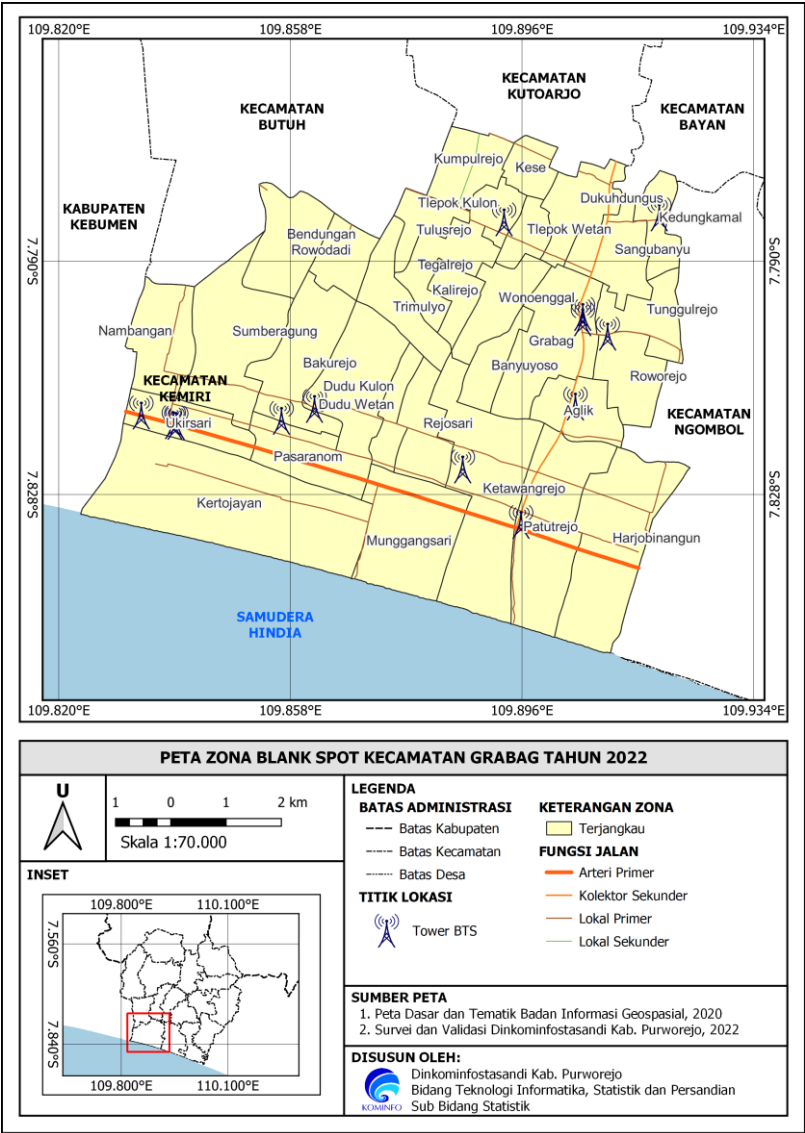 109.820°E 109.858°E 109.896°E 109.934°E
KECAMATAN
KUTOARJO
KECAMATAN
BUTUH
KECAMATAN
BAYAN
KABUPATEN
KEBUMEN
7.790°S
7.790°S
Kumpulrejo
Kese
Dukuhdungus
Tlepok Kulon
Kedungkamal
Bendungan
Rowodadi
Tulusrejo
Tlepok Wetan
Sangubanyu
Tegalrejo
Kalirejo
Wonoenggal
Trimulyo
Tunggulrejo
Nambangan
Sumberagung
Grabag
Bakurejo
Banyuyoso
Roworejo
KECAMATAN
KEMIRI
Dudu Kulon
Dudu Wetan
Aglik
KECAMATAN
NGOMBOL
Ukirsari
Rejosari
Pasaranom
Ketawangrejo
7.828°S
7.828°S
Kertojayan
Patutrejo
Munggangsari
Harjobinangun
SAMUDERA
HINDIA
109.820°E 109.858°E 109.896°E 109.934°E
PETA ZONA BLANK SPOT KECAMATAN GRABAG TAHUN 2022
U
1 0 1 2 km
Skala 1:70.000
INSET
109.800°E 110.100°E
7.560°S
7.840°S
109.800°E 110.100°E
LEGENDA
BATAS ADMINISTRASI
Batas Kabupaten
Batas Kecamatan
Batas Desa
TITIK LOKASI
Tower BTS
KETERANGAN ZONA
Terjangkau
FUNGSI JALAN
Arteri Primer
Kolektor Sekunder
Lokal Primer
Lokal Sekunder
SUMBER PETA
1. Peta Dasar dan Tematik Badan Informasi Geospasial, 2020
2. Survei dan Validasi Dinkominfostasandi Kab. Purworejo, 2022
DISUSUN OLEH:
Dinkominfostasandi Kab. Purworejo
Bidang Teknologi Informatika, Statistik dan Persandian
Sub Bidang Statistik
KOMINFO